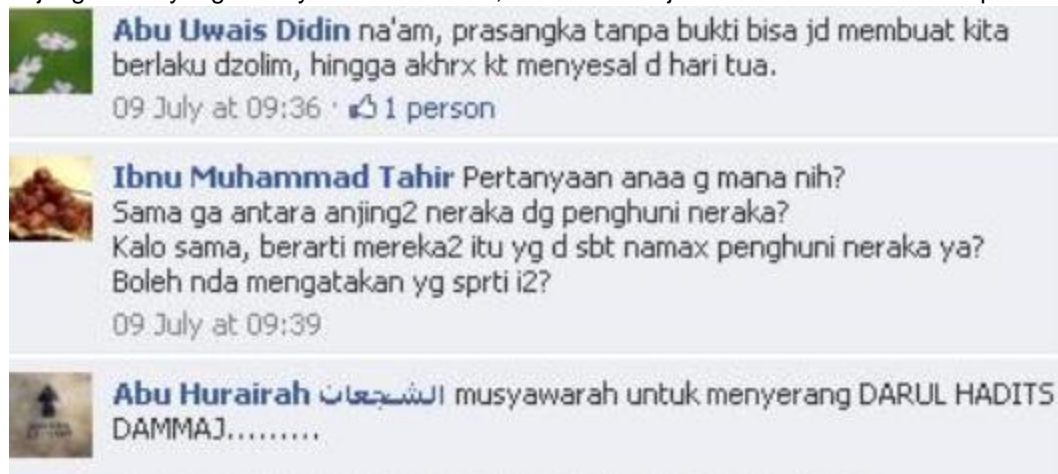 Abu Uwais Didin na'am, prasangka tanpa bukti bisa jd membuat kita
berlaku dzolim, hingga akhrx kt menyesal d hari tua.
09 July at 09:36 · 1 person
Ibnu Muhammad Tahir Pertanyaan anaa g mana nih?
Sama ga antara anjing2 neraka dg penghuni neraka?
Kalo sama, berarti mereka2 itu yg d sbt namax penghuni neraka ya?
Boleh nda mengatakan yg sprti i2?
09 July at 09:39
Abu Hurairah الشجعان musyawarah untuk menyerang DARUL HADITS
DAMMAJ.........